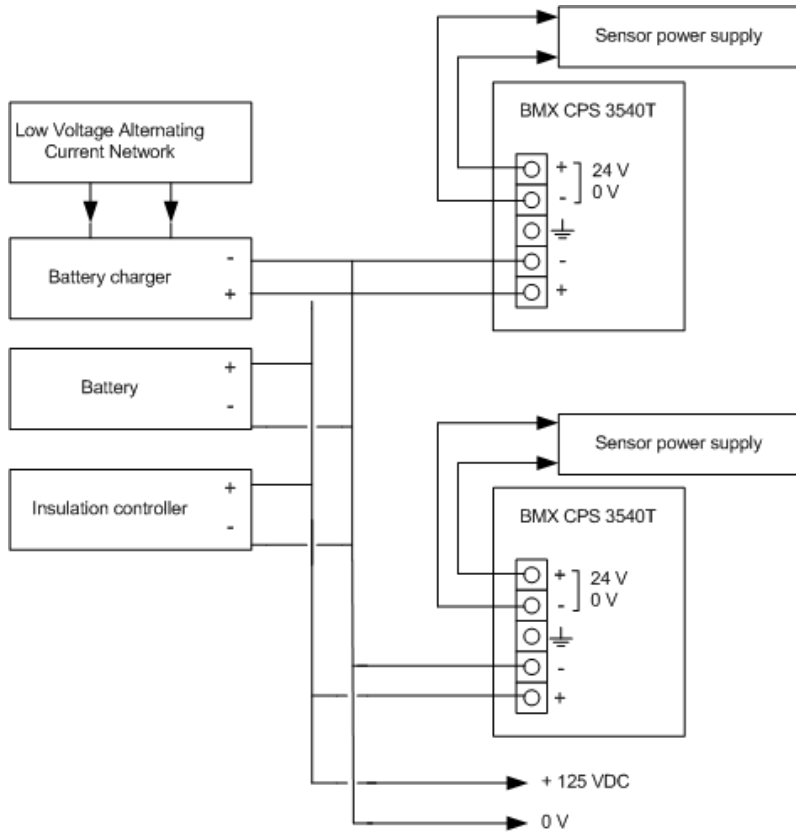 Sensor power supply
BMX CPS 3540T
+ 24 V
- 0 V
-
+
Low Voltage Alternating
Current Network
Battery charger
-
+
Battery
+
-
Insulation controller
+
-
Sensor power supply
BMX CPS 3540T
+ 24 V
- 0 V
-
+
+ 125 VDC
0 V